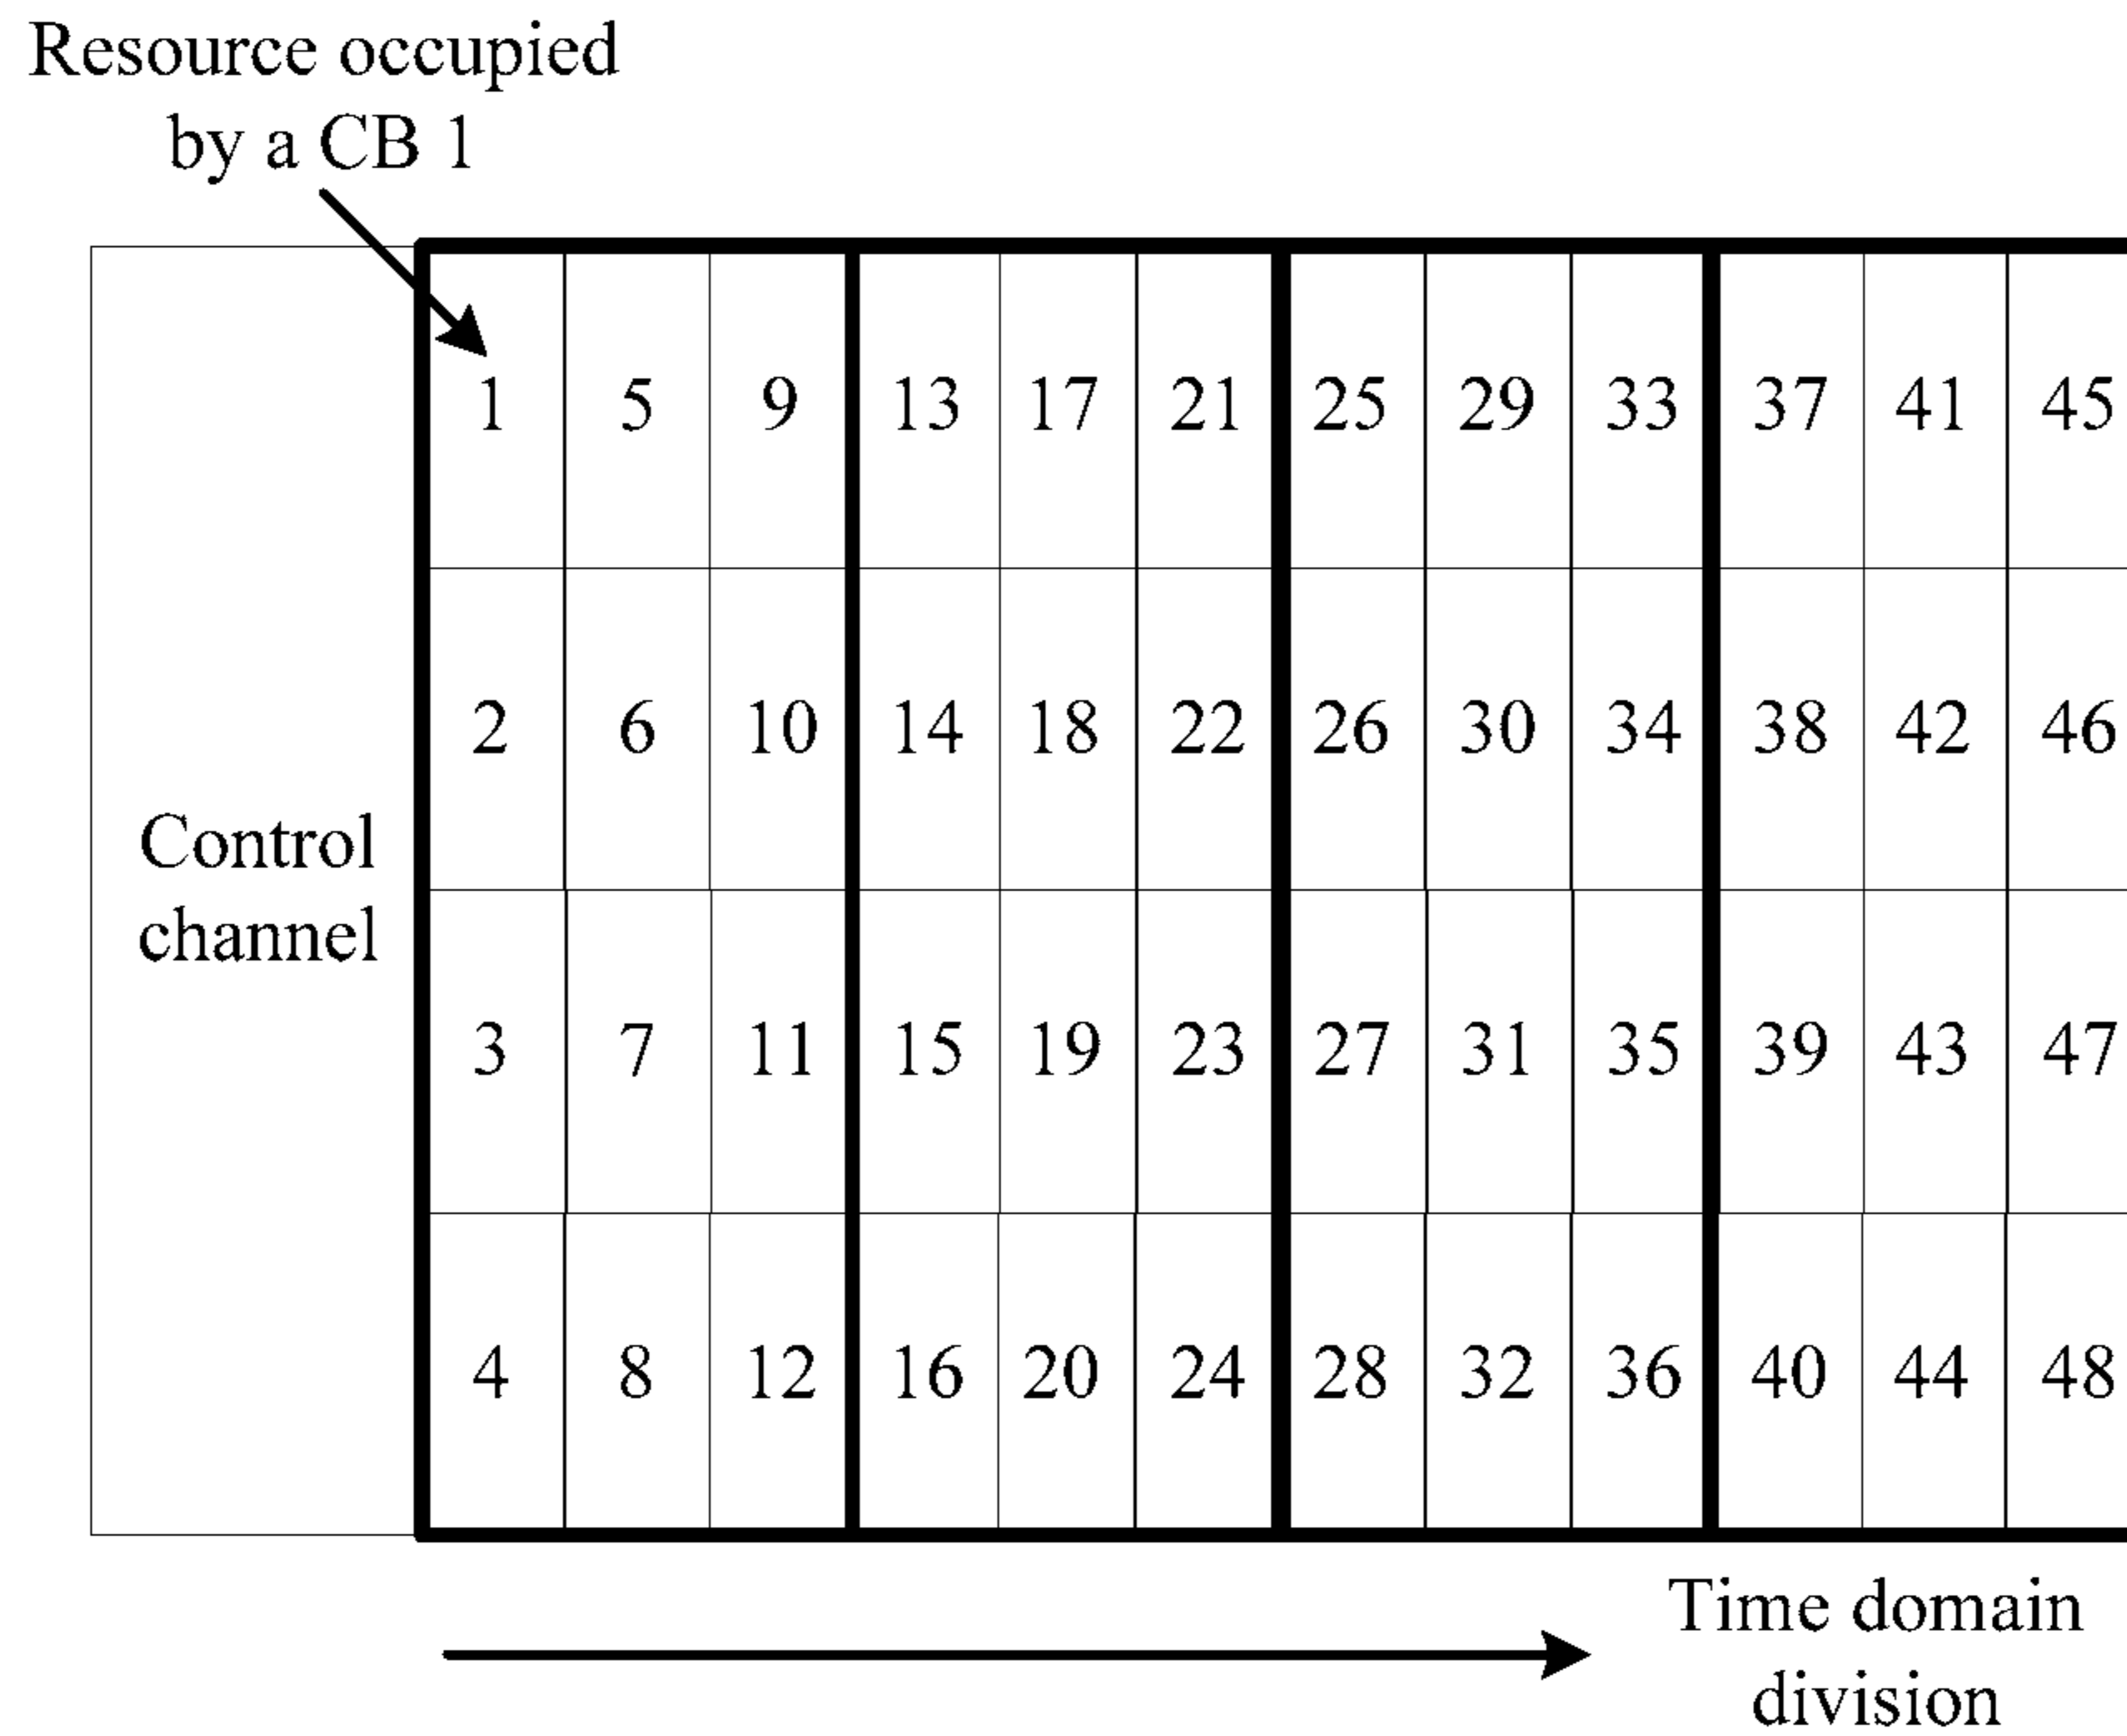 Resource occupied
by a CB 1
1 5 9 13 17 21 25 29 33 37 41 45
2 6 10 14 18 22 26 30 34 38 42 46
Control
channel
3 7 11 15 19 23 27 31 35 39 43 47
4 8 12 16 20 24 28 32 36 40 44 48
Time domain
division